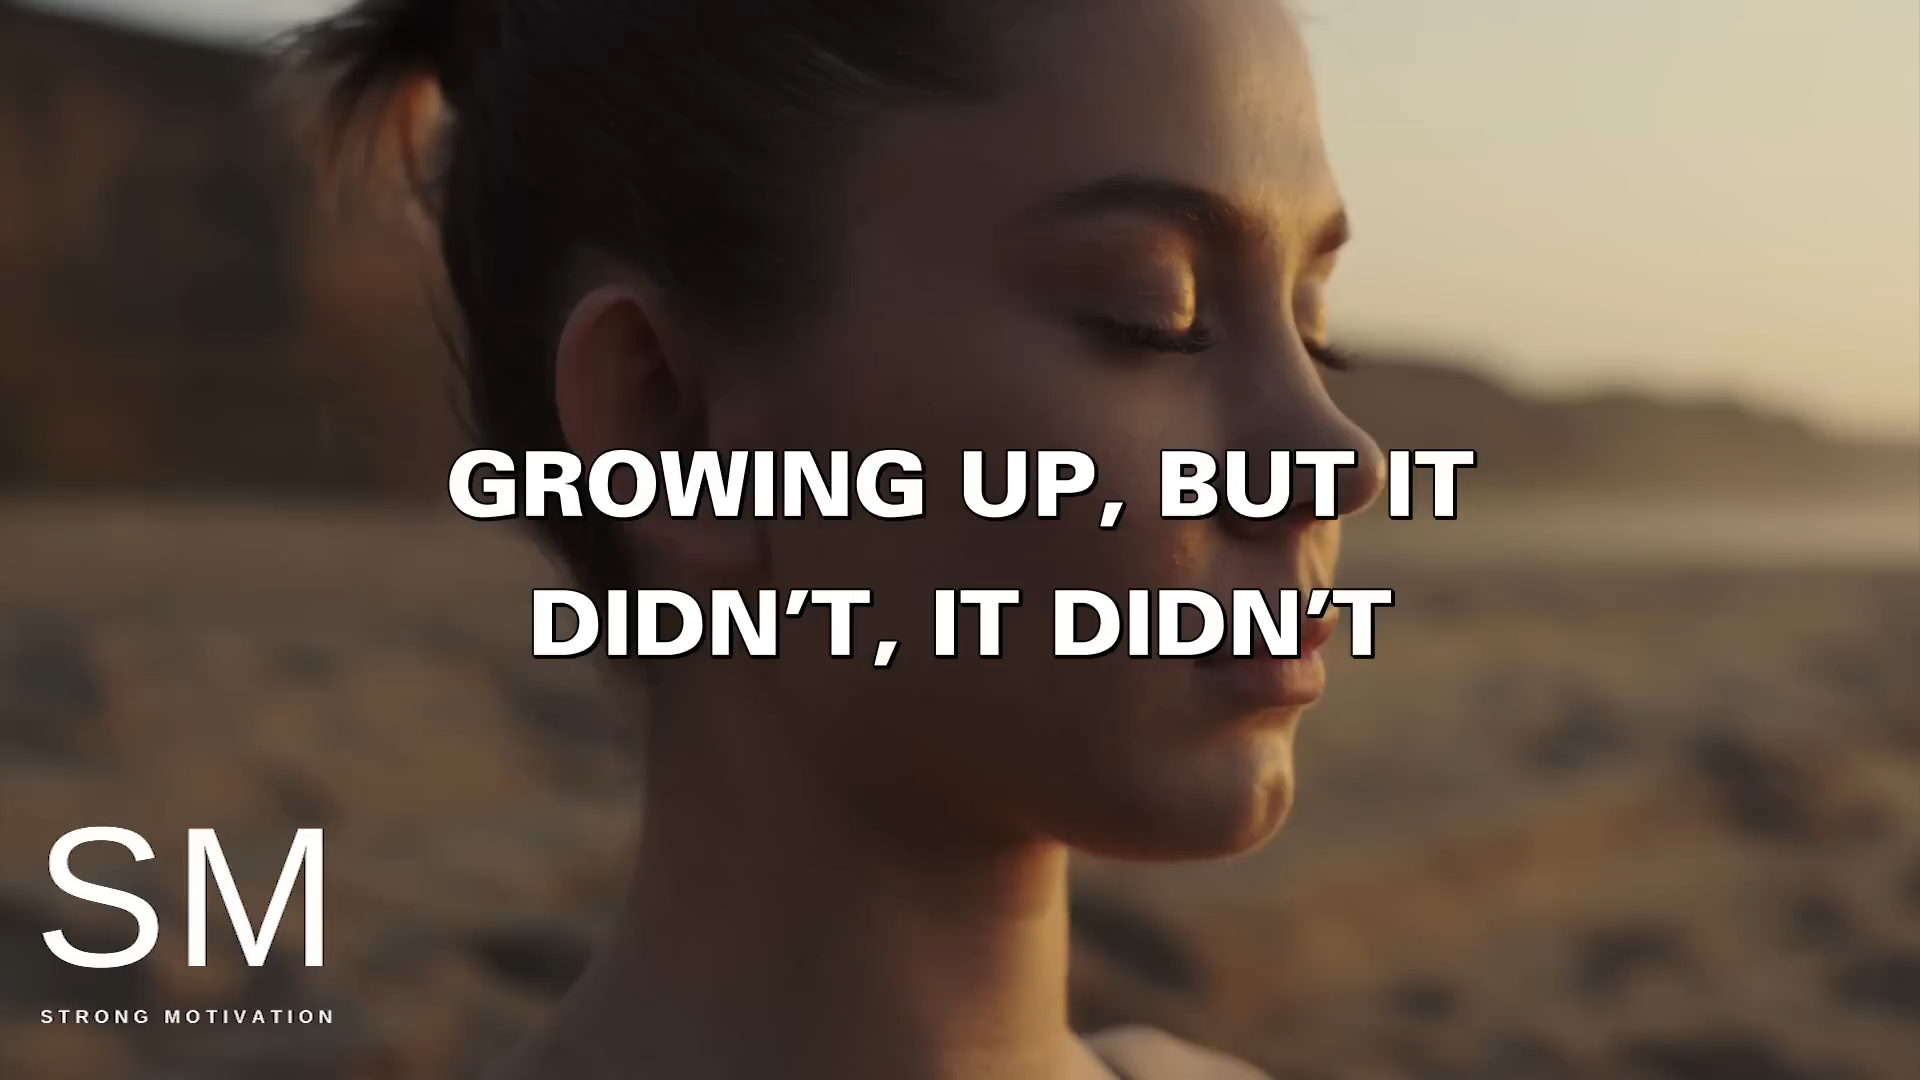 GROWING UP, BUT IT
DIDN’T, IT DIDN’T
SM
STRONG MOTIVATION